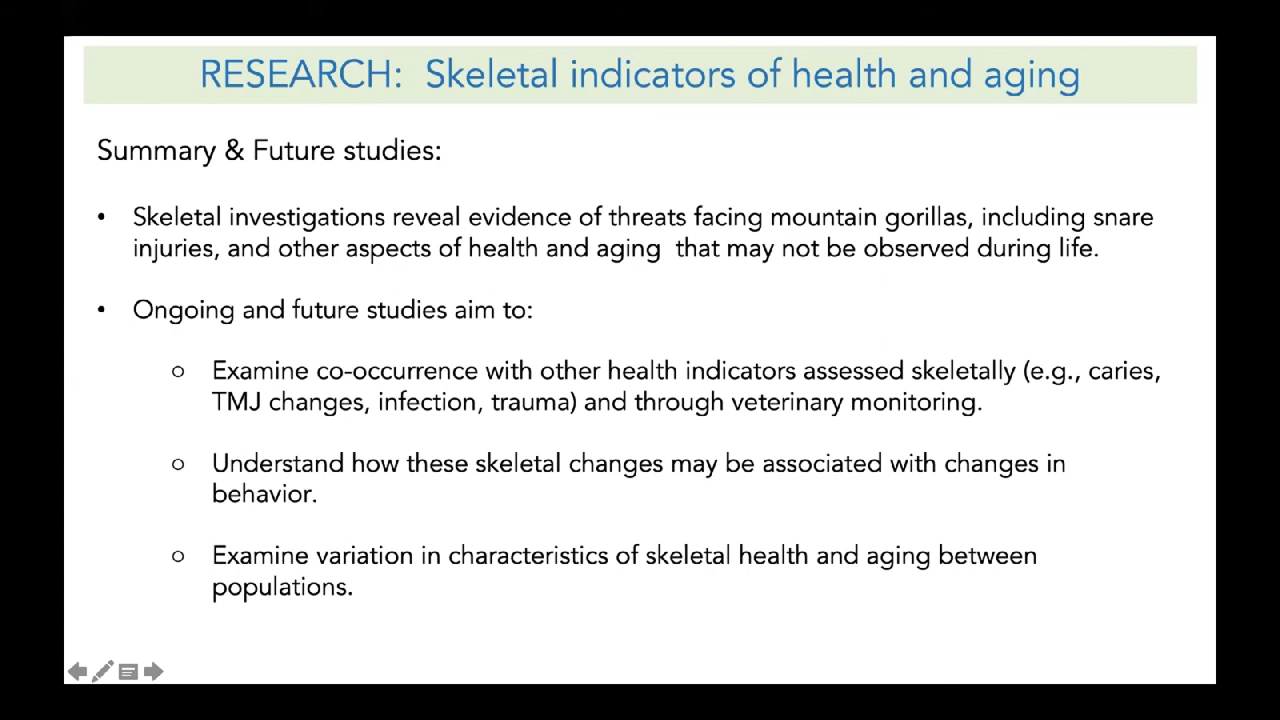 RESEARCH:  Skeletal indicators of health and aging
Summary & Future studies:
• Skeletal investigations reveal evidence of threats facing mountain gorillas, including snare
injuries, and other aspects of health and aging  that may not be observed during life.
• Ongoing and future studies aim to:
○ Examine co-occurrence with other health indicators assessed skeletally (e.g., caries,
TMJ changes, infection, trauma) and through veterinary monitoring.
○ Understand how these skeletal changes may be associated with changes in
behavior.
○ Examine variation in characteristics of skeletal health and aging between
populations.